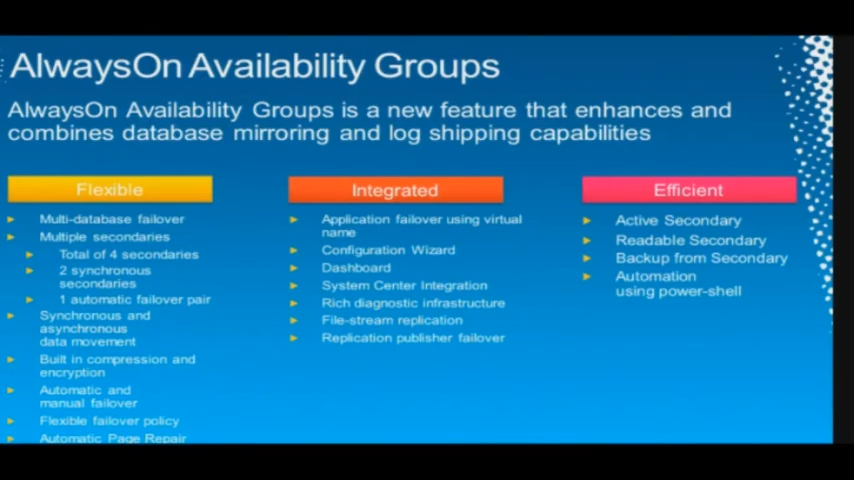 AlwaysOn Availability Groups
AlwaysOn Availability Groups is a new feature that enhances and
combines database mirroring and log shipping capabilities
Flexible
Multi-database failover
Multiple secondaries
Total of 4 secondaries
2 synchronous
secondaries
1 automatic failover pair
Synchronous and
asynchronous
data movement
Built in compression and
encryption
Automatic and
manual failover
Flexible failover policy
Automatic Page Repair
Integrated
Application failover using virtual
name
Configuration Wizard
Dashboard
System Center Integration
Rich diagnostic infrastructure
File-stream replication
Replication publisher failover
Efficient
Active Secondary
Readable Secondary
Backup from Secondary
Automation
using power-shell